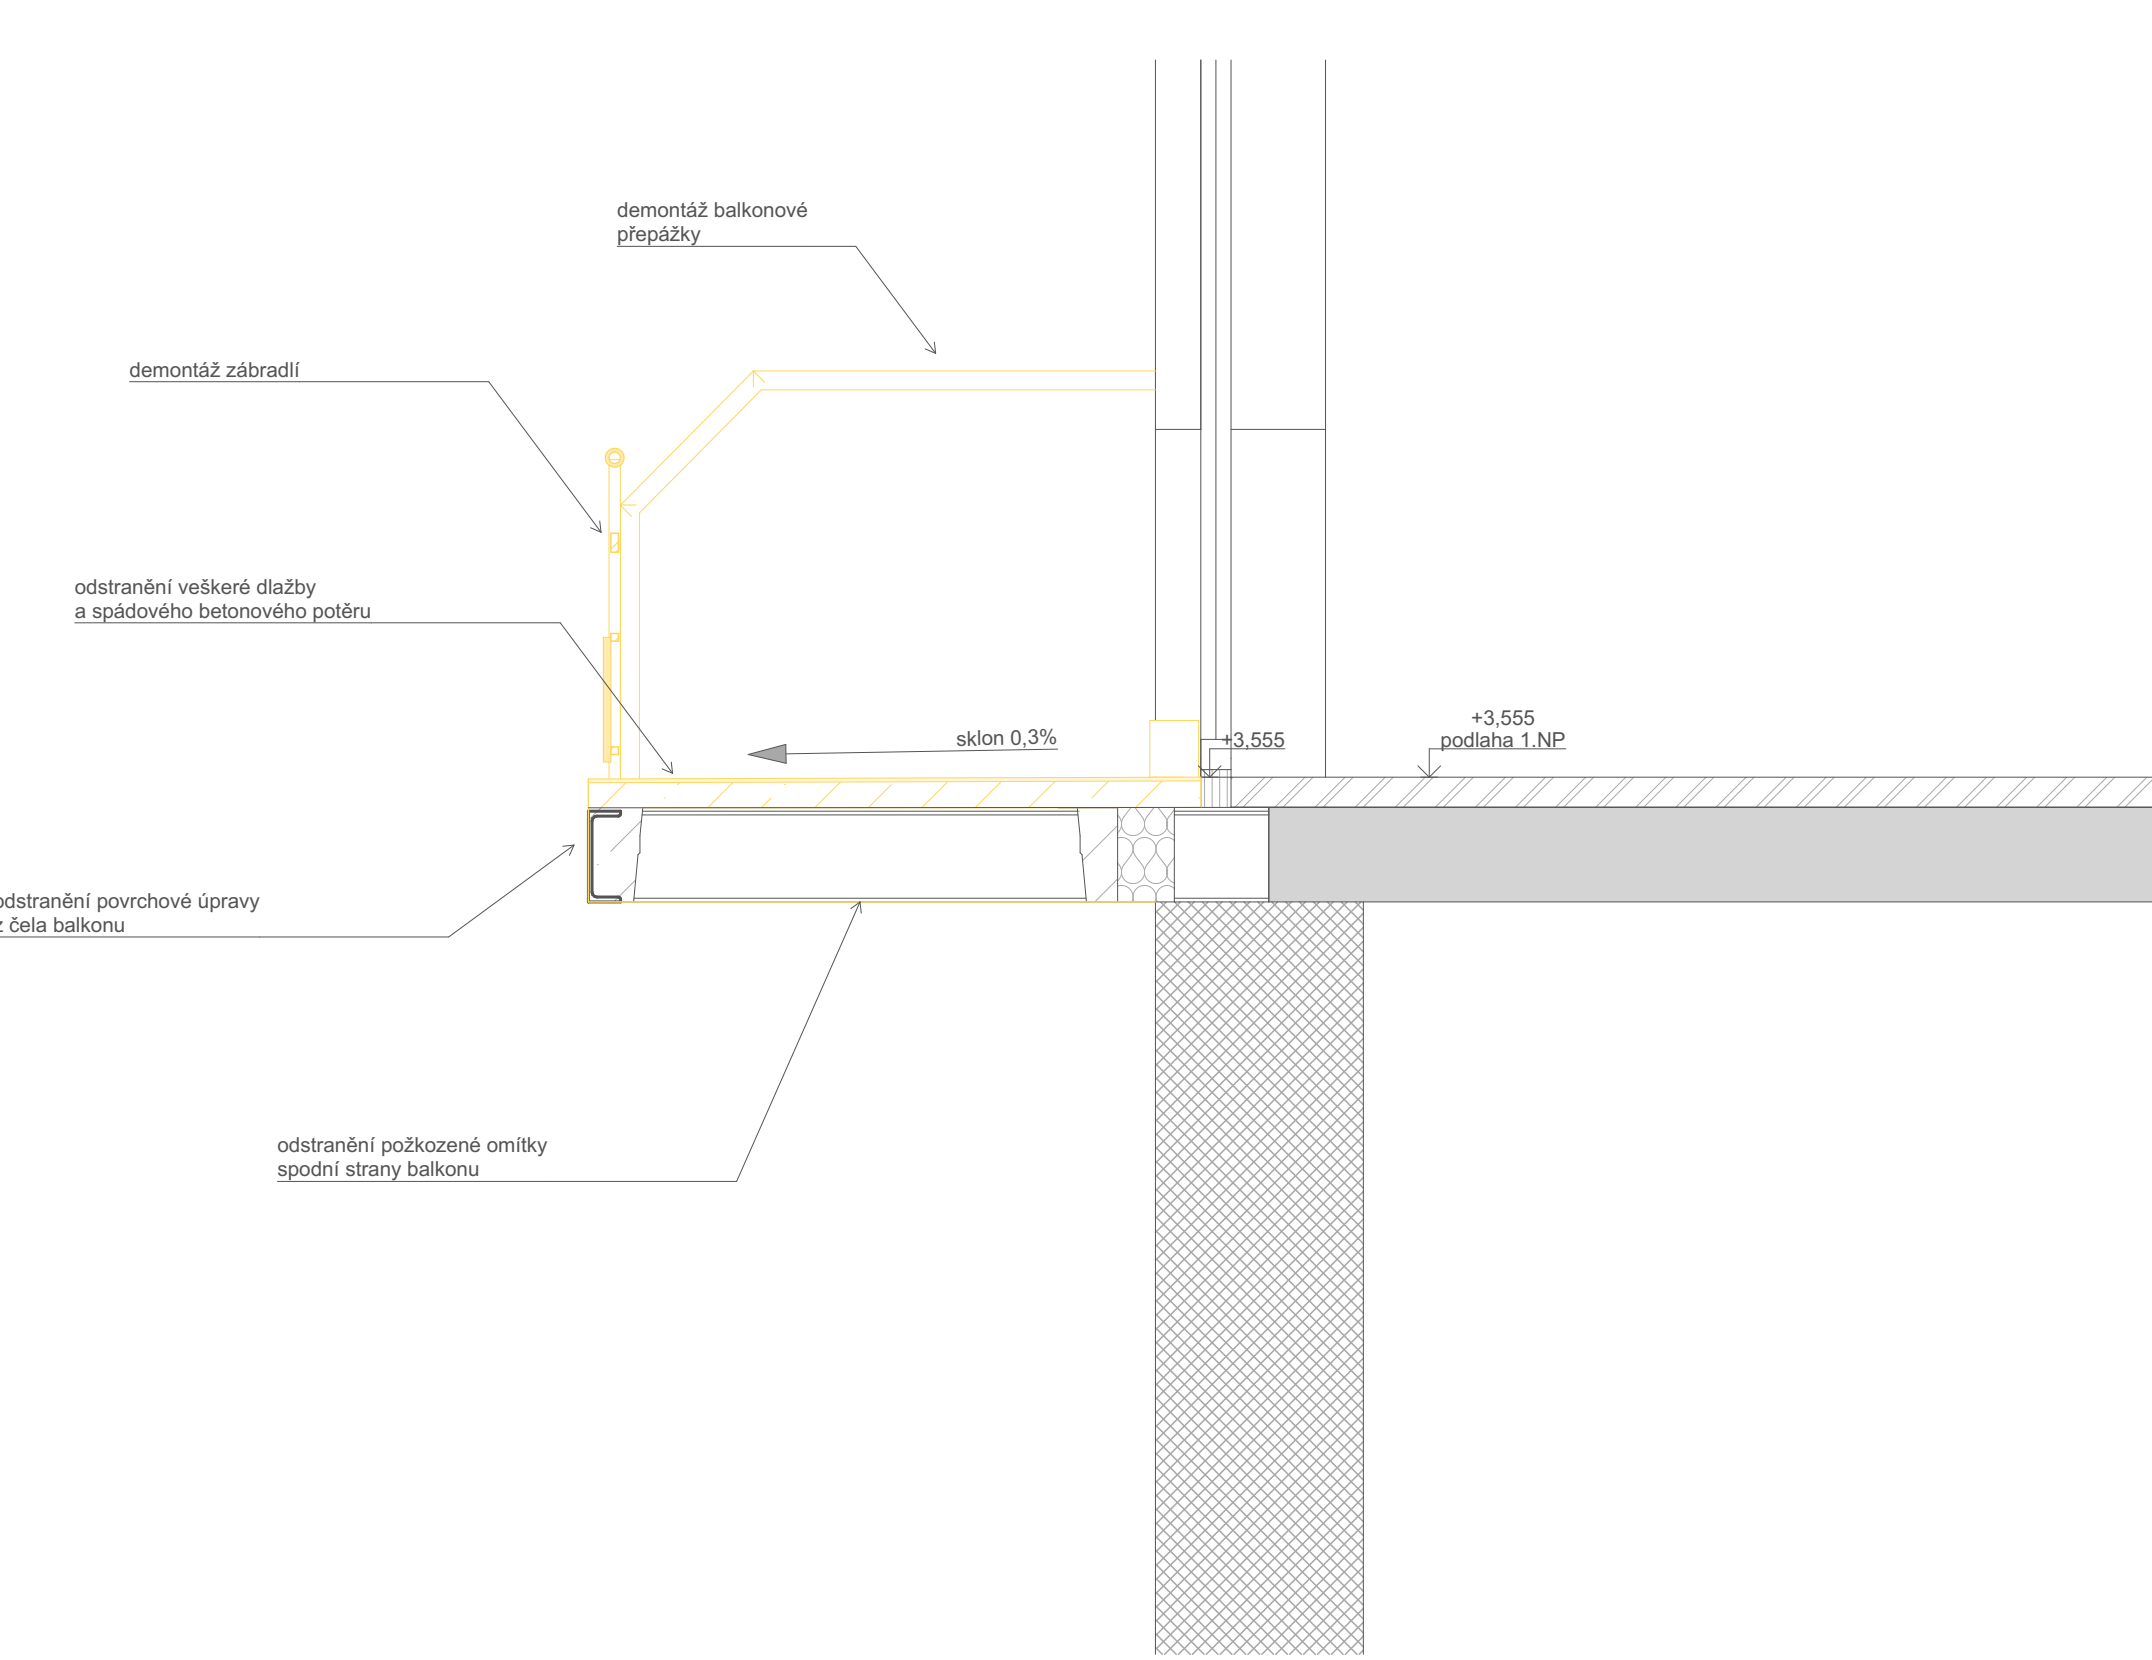 demontáž balkonové
přepážky
demontáž zábradlí
odstranění veškeré dlažby
a spádového betonového potěru
sklon 0,3%
+3,555
+3,555
podlaha 1.NP
odstranění povrchové úpravy
z čela balkonu
odstranění požkozené omítky
spodní strany balkonu